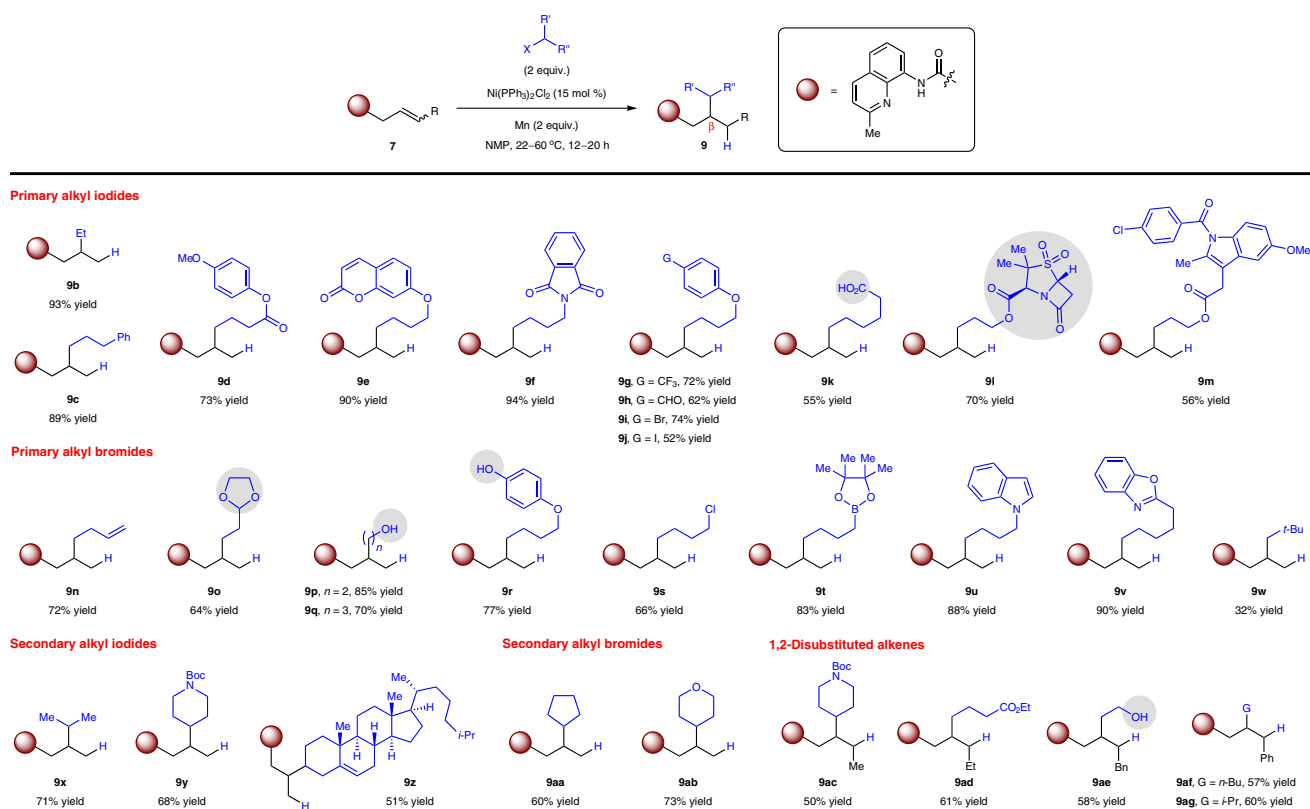 R'
X
R"
(2 equiv.)
Ni(PPh3)2Cl2 (15 mol %)
Mn (2 equiv.)
NMP, 22–60 °C, 12–20 h
R
7
R'
R"
R
β
H
9
=
O
N
H
N
Me
Primary alkyl iodides
Et
H
9b
93% yield
Ph
H
9c
89% yield
MeO
O
O
H
9d
73% yield
O
O
O
H
9e
90% yield
O
N
O
H
9f
94% yield
G
O
H
9g, G = CF3, 72% yield
9h, G = CHO, 62% yield
9i, G = Br, 74% yield
9j, G = I, 52% yield
HO2C
H
9k
55% yield
O
O
Me
Me
S
H
O
N
O
O
H
9l
70% yield
Cl
O
N
OMe
Me
O
O
H
9m
56% yield
Primary alkyl bromides
H
9n
72% yield
O
O
H
9o
64% yield
OH
n
H
9p, n = 2, 85% yield
9q, n = 3, 70% yield
HO
O
H
9r
77% yield
Cl
H
9s
66% yield
Me Me
Me
Me
O
O
B
H
9t
83% yield
N
H
9u
88% yield
O
N
H
9v
90% yield
t-Bu
H
9w
32% yield
Secondary alkyl iodides
Me
Me
H
9x
71% yield
Boc
N
H
9y
68% yield
Me
H
Me
Me
H
i-Pr
H
H
H
9z
51% yield
Secondary alkyl bromides
H
9aa
60% yield
O
H
9ab
73% yield
1,2-Disubstituted alkenes
Boc
N
H
Me
9ac
50% yield
CO2Et
H
Et
9ad
61% yield
OH
H
Bn
9ae
58% yield
G
H
Ph
9af, G = n-Bu, 57% yield
9ag, G = i-Pr, 60% yield